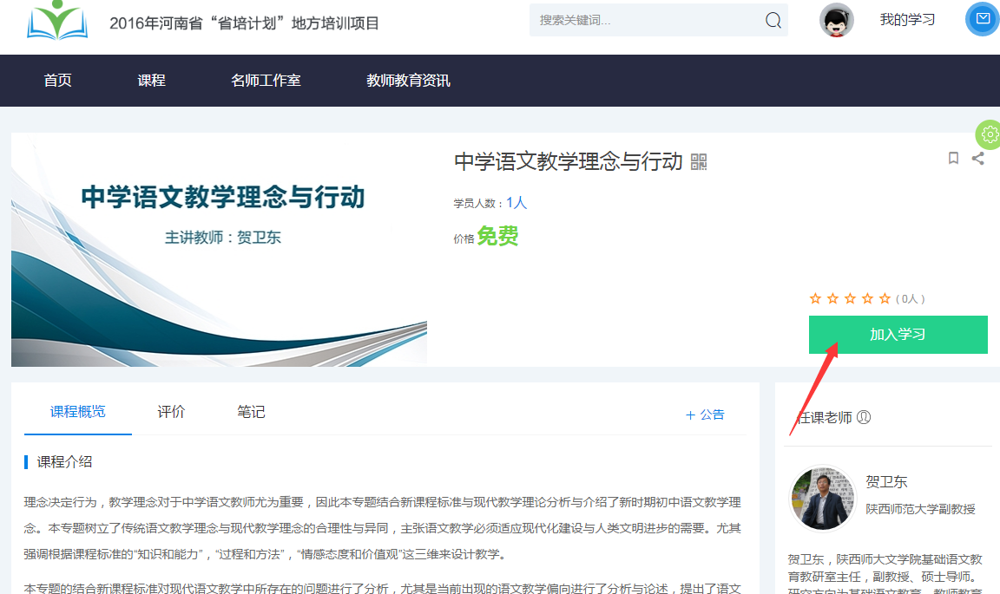 2016年河南省“省培计划”地方培训项目
搜索关键词...
我的学习
首页 课程 名师工作室 教师教育资讯
中学语文教学理念与行动
主讲教师：贺卫东
中学语文教学理念与行动
学员人数：1人
价格 免费
（0人）
加入学习
课程概览 评价 笔记 + 公告
课程介绍
理念决定行为，教学理念对于中学语文教师尤为重要，因此本专题结合新课程标准与现代教学理论分析与介绍了新时期初中语文教学理
念。本专题树立了传统语文教学理念与现代教学理念的合理性与异同，主张语文教学必须适应现代化建设与人类文明进步的需要。尤其
强调根据课程标准的“知识和能力”，“过程和方法”，“情感态度和价值观”这三维来设计教学。
本专题的结合新课程标准对现代语文教学中所存在的问题进行了分析，尤其是当前出现的语文教学偏向进行了分析与论述，提出了语文
任课老师
贺卫东
陕西师范大学副教授
贺卫东，陕西师大文学院基础语文教
育教研室主任，副教授、硕士导师。
研究方向为基础语文教育、教师教育